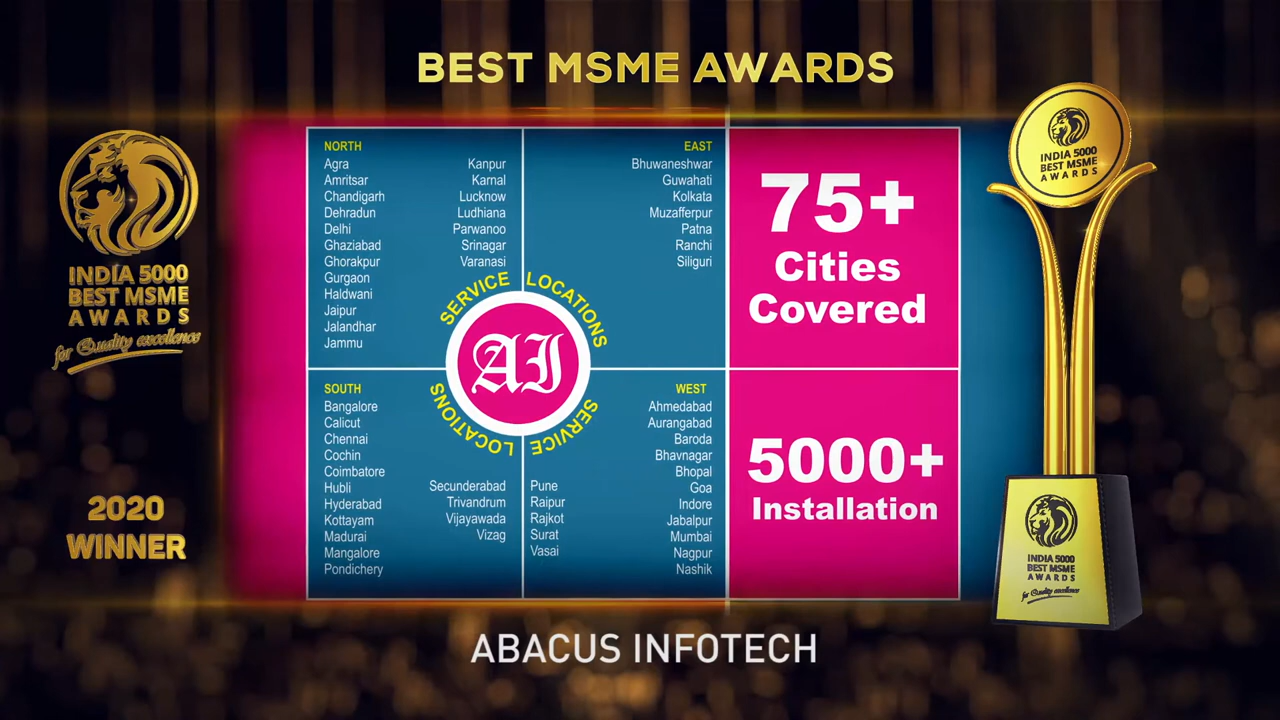 BEST MSME AWARDS
INDIA 5000
BEST MSME
AWARDS
for Quality excellence
2020
WINNER
NORTH
Agra
Amritsar
Chandigarh
Dehradun
Delhi
Ghaziabad
Ghorakpur
Gurgaon
Haldwani
Jaipur
Jalandhar
Jammu
Kanpur
Karnal
Lucknow
Ludhiana
Parwanoo
Srinagar
Varanasi
EAST
Bhuwaneshwar
Guwahati
Kolkata
Muzafferpur
Patna
Ranchi
Siliguri
SERVICE LOCATIONS
AI
SERVICE LOCATIONS
SOUTH
Bangalore
Calicut
Chennai
Cochin
Coimbatore
Hubli
Hyderabad
Kottayam
Madurai
Mangalore
Pondichery
Secunderabad
Trivandrum
Vijayawada
Vizag
WEST
Ahmedabad
Aurangabad
Baroda
Bhavnagar
Bhopal
Goa
Indore
Jabalpur
Mumbai
Nagpur
Nashik
Pune
Raipur
Rajkot
Surat
Vasai
75+
Cities
Covered
5000+
Installation
INDIA 5000
BEST MSME
AWARDS
INDIA 5000
BEST MSME
AWARDS
for Quality excellence
ABACUS INFOTECH